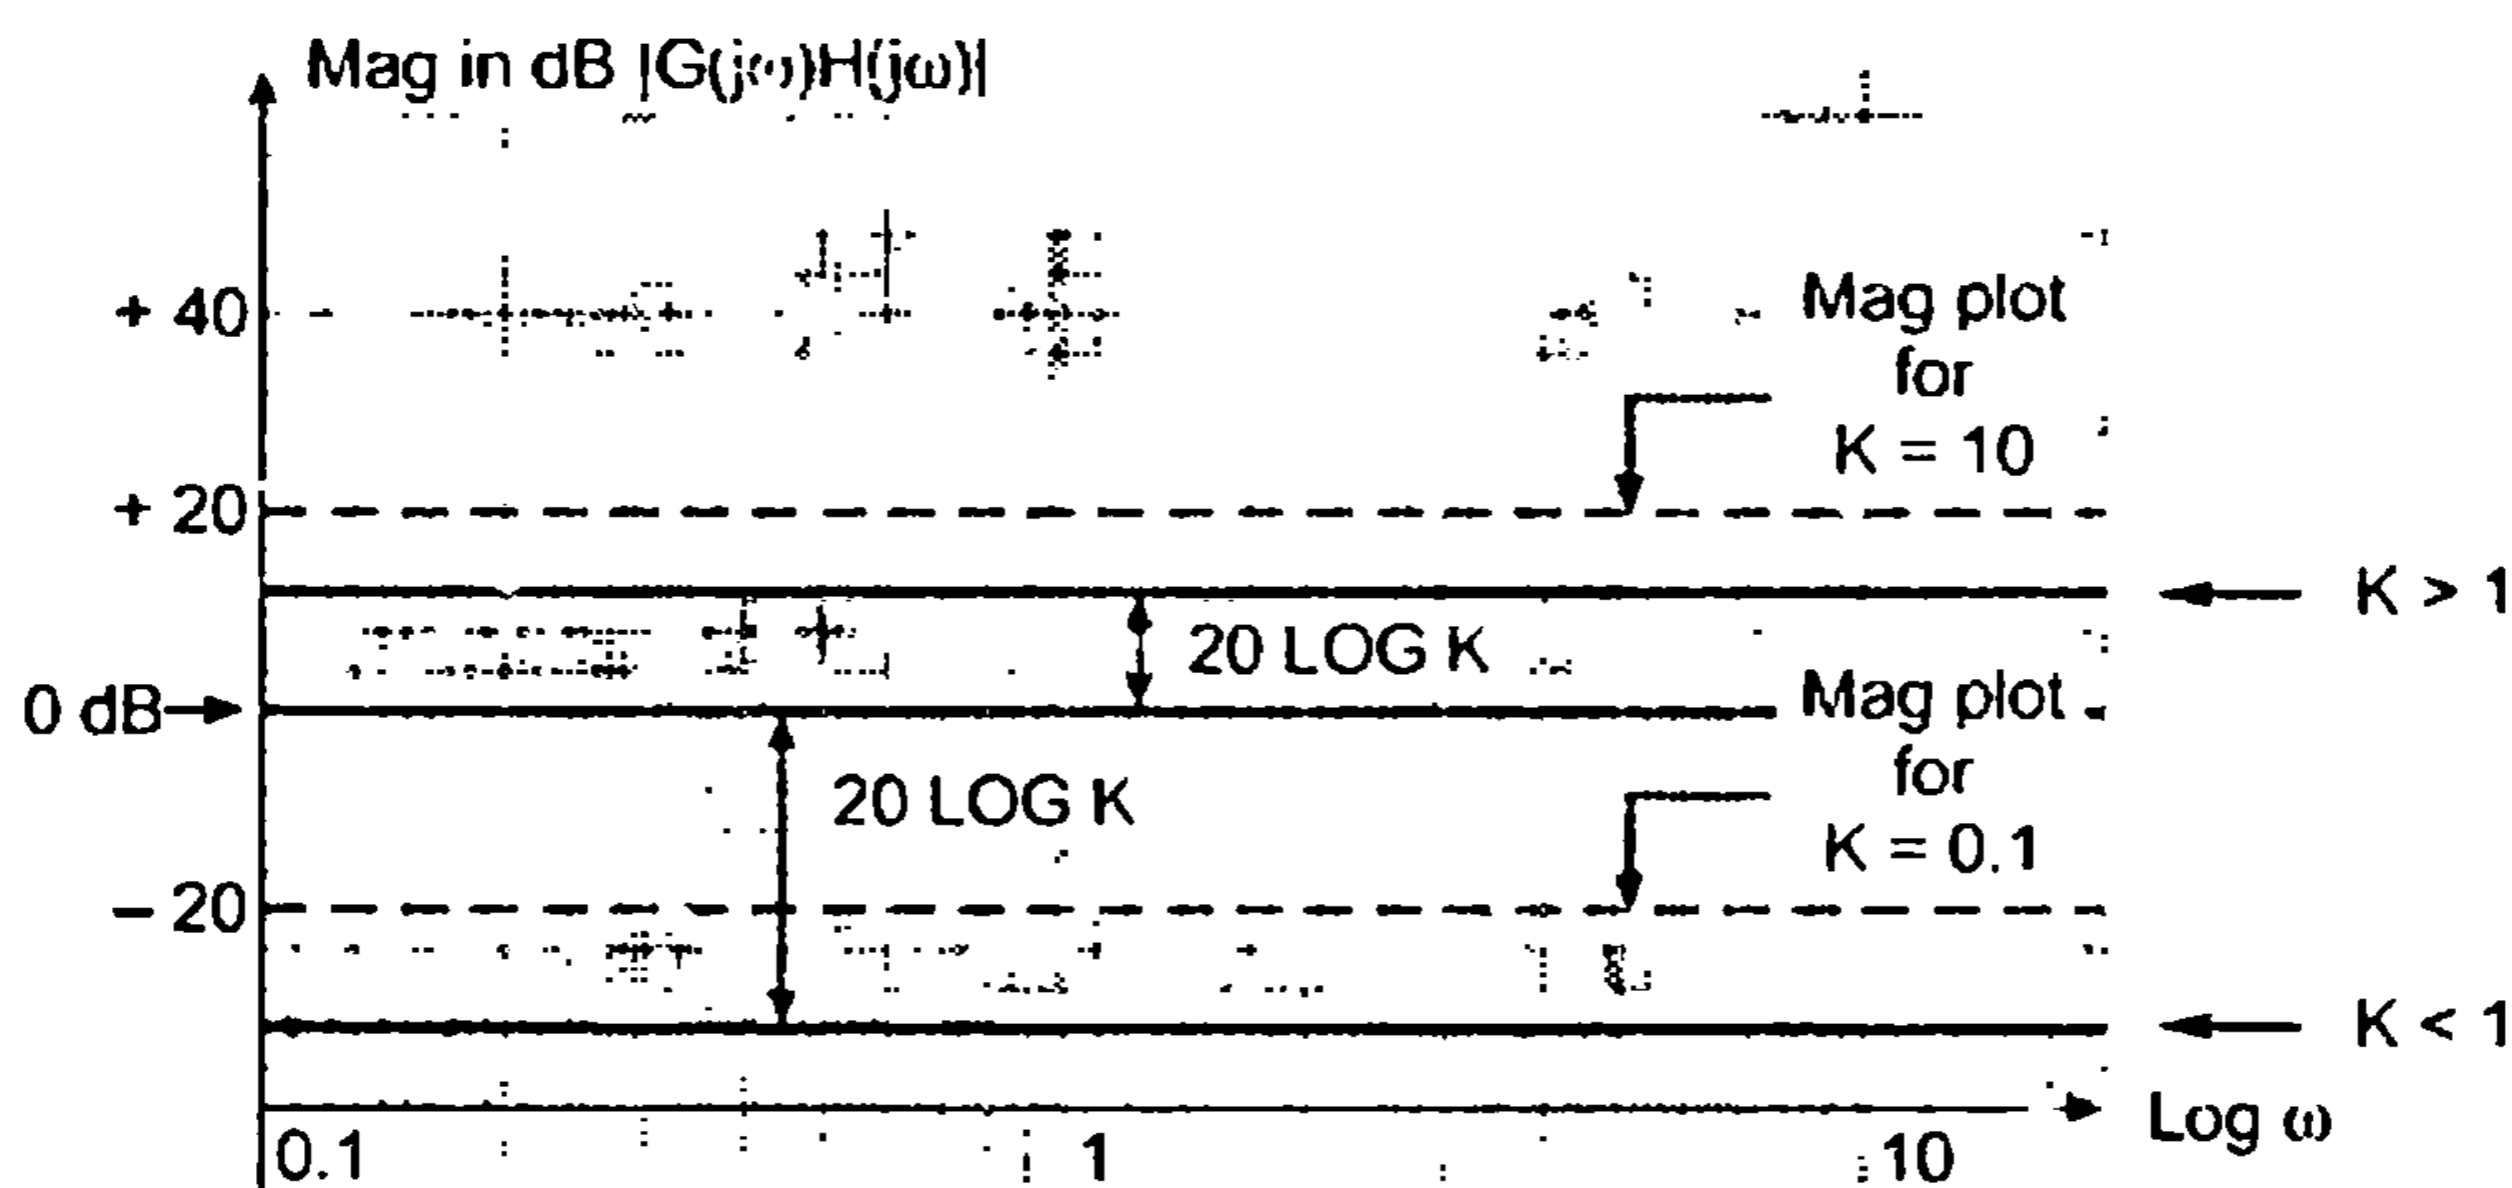 Mag in dB |G(jω)H(jω)|
+ 40
Mag plot
for
K = 10
+ 20
K > 1
20 LOG K
0 dB
Mag plot
for
K = 0.1
20 LOG K
– 20
K < 1
Log ω
0.1
1
10